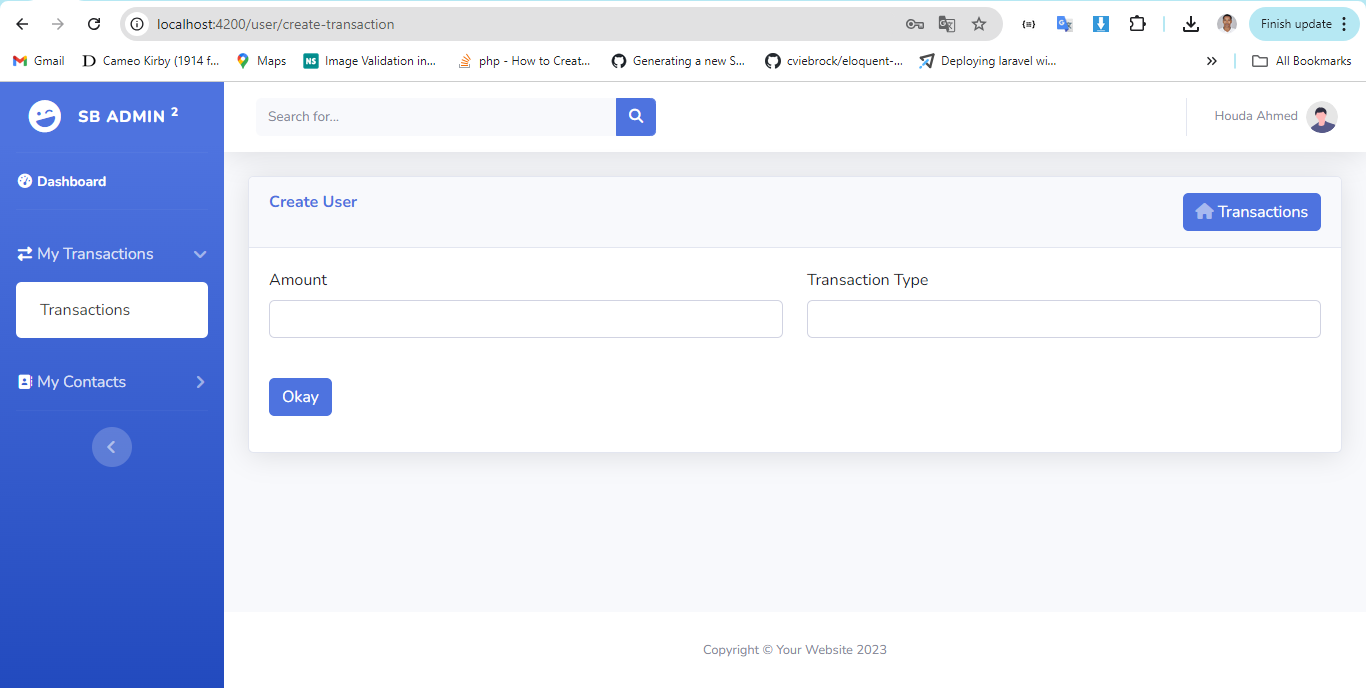 localhost:4200/user/create-transaction
Finish update
Gmail
Cameo Kirby (1914 f...
Maps
NS
Image Validation in...
php - How to Creat...
Generating a new S...
cviebrock/eloquent-...
Deploying laravel wi...
All Bookmarks
SB ADMIN 2
Search for...
Houda Ahmed
Dashboard
Create User
Transactions
My Transactions
Amount
Transaction Type
Transactions
My Contacts
Okay
Copyright © Your Website 2023